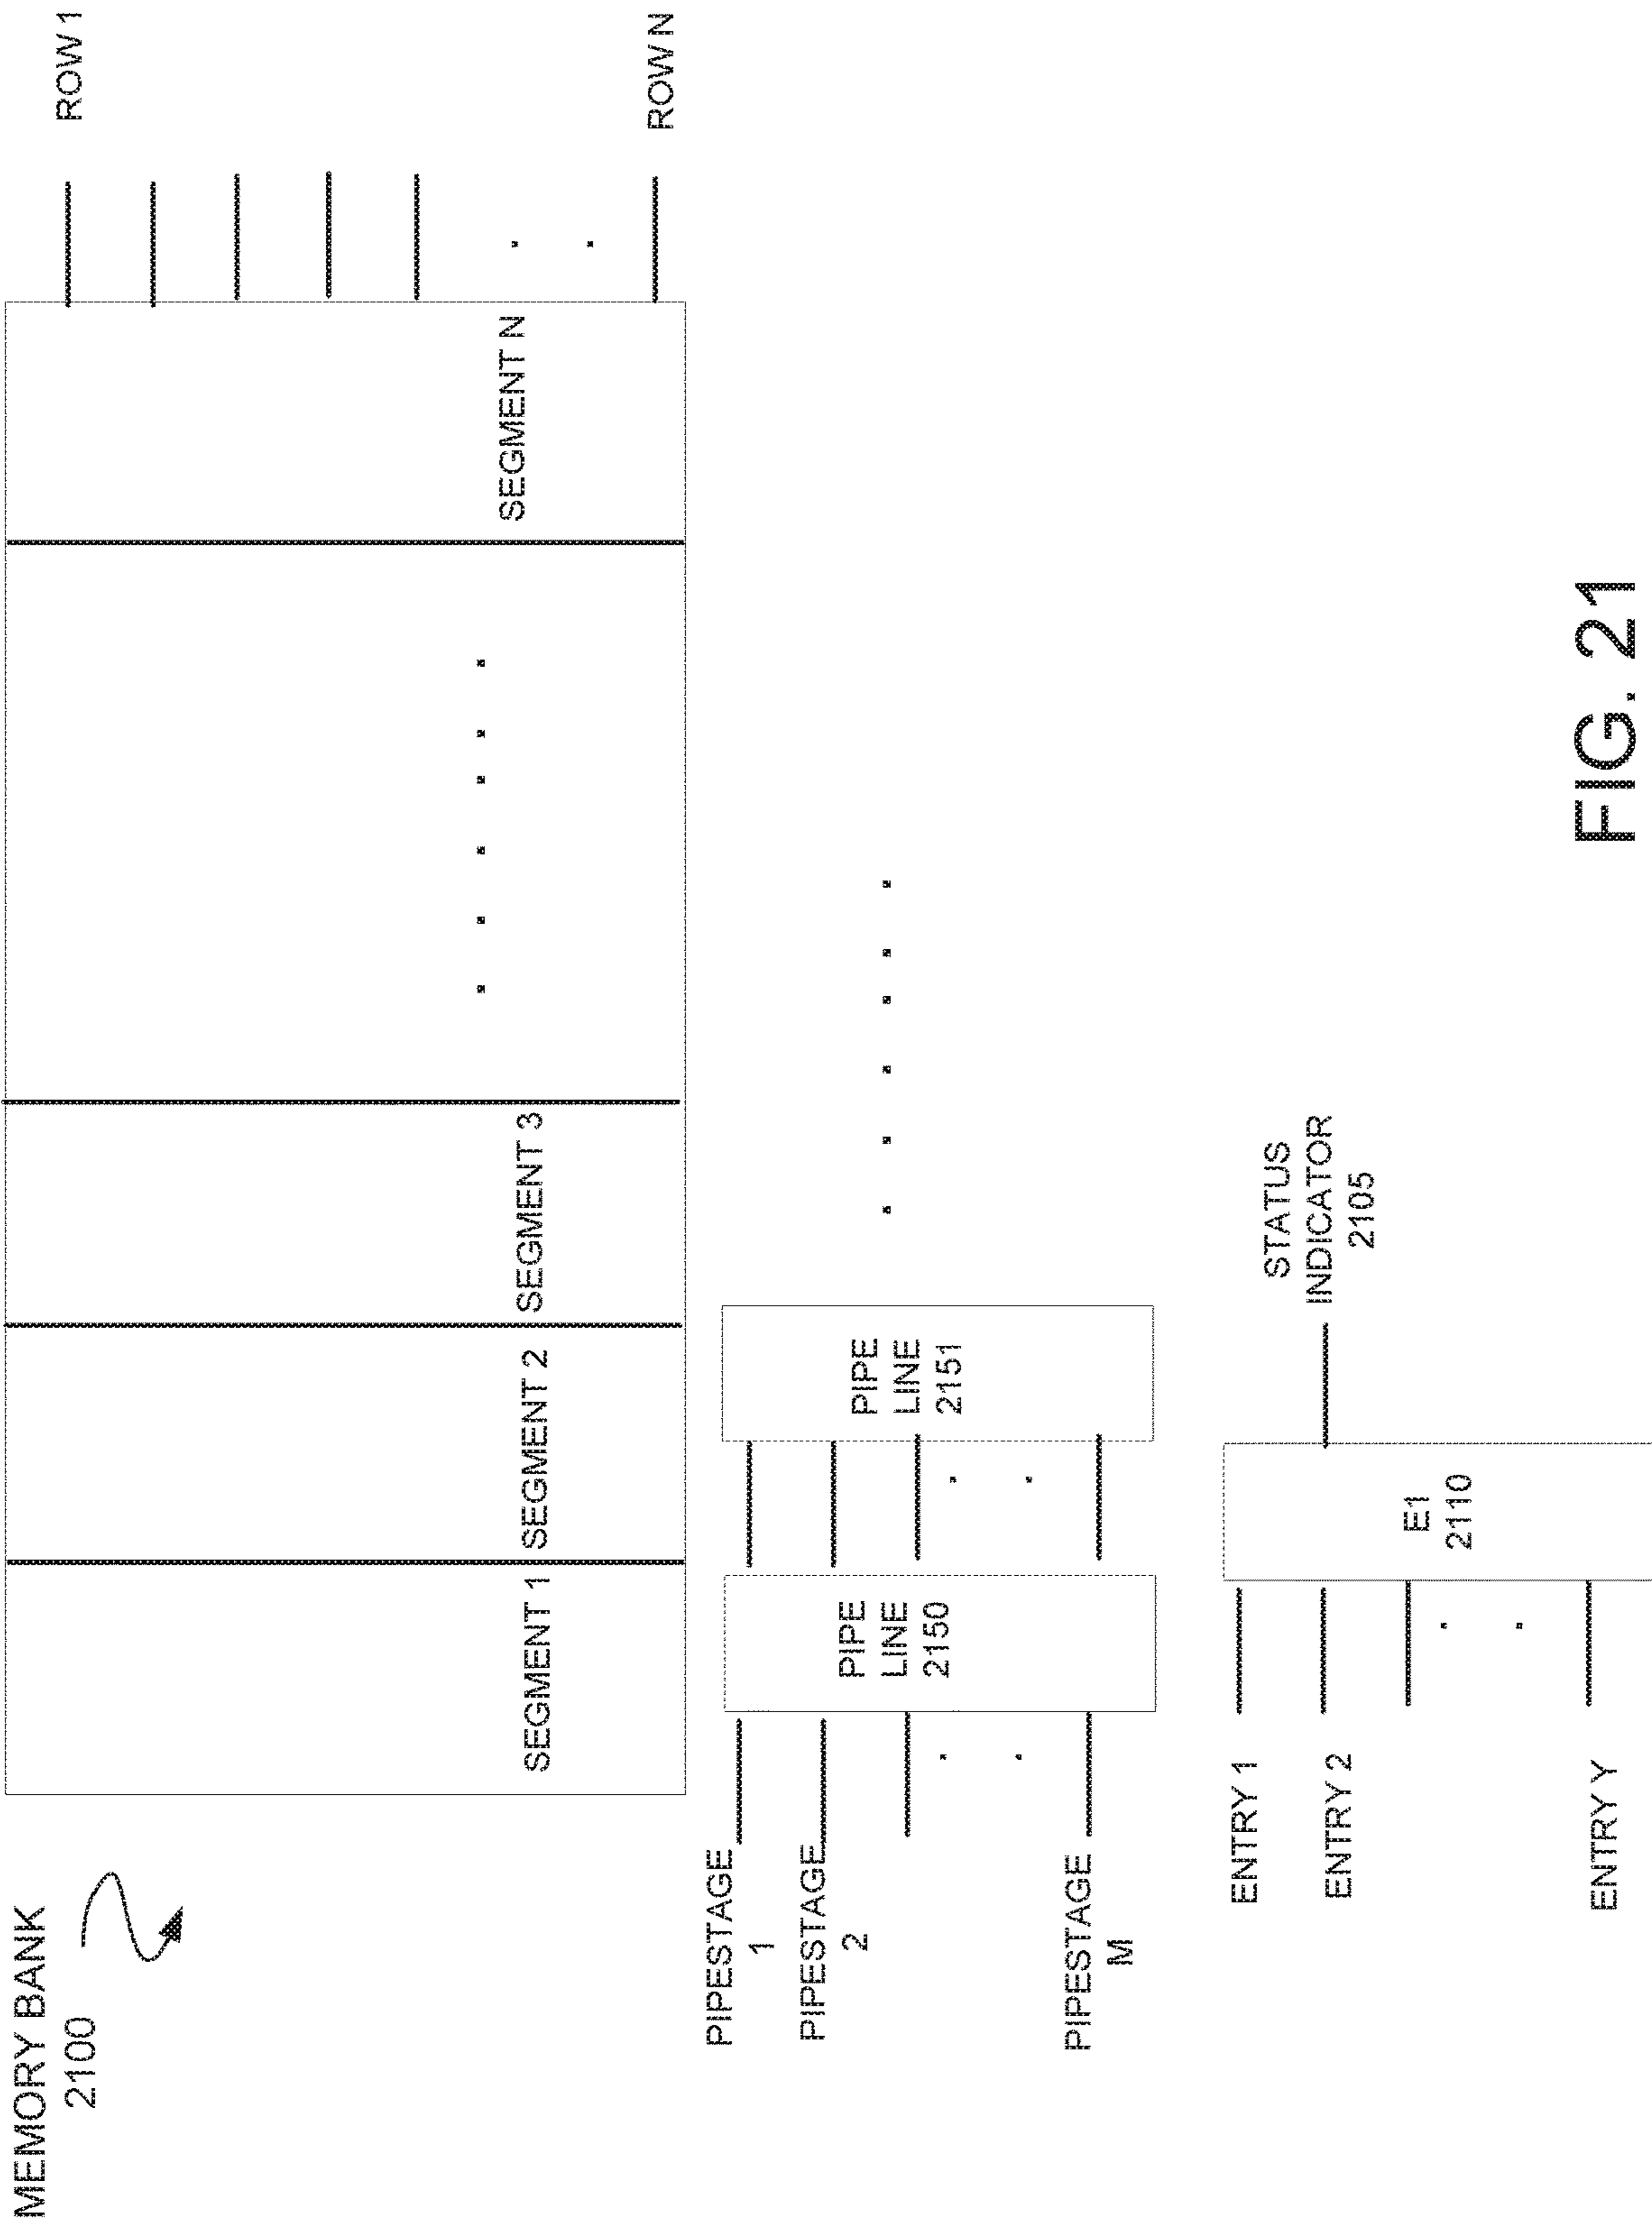 MEMORY BANK
2100
ROW 1
ROW N
SEGMENT 1
SEGMENT 2
SEGMENT 3
SEGMENT N
PIPESTAGE
1
PIPESTAGE
2
PIPESTAGE
M
PIPE
LINE
2150
PIPE
LINE
2151
ENTRY 1
ENTRY 2
ENTRY Y
E1
2110
STATUS
INDICATOR
2105
FIG. 21